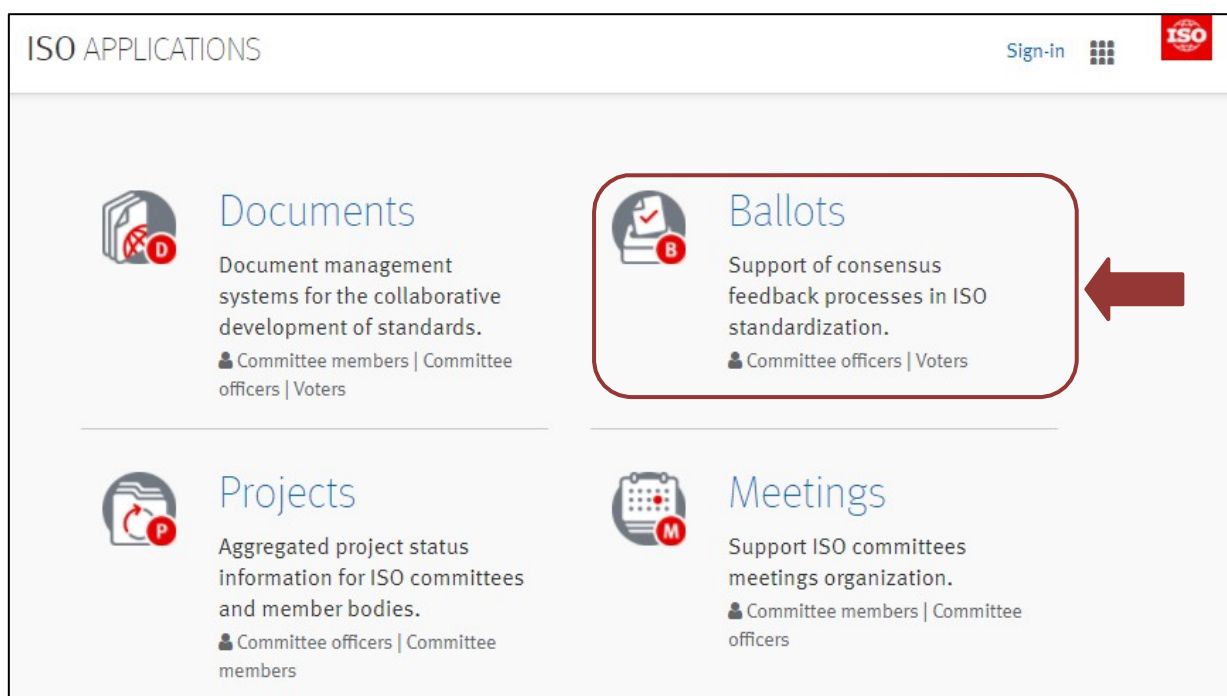 ISO APPLICATIONS
Sign-in
ISO
Documents
Document management
systems for the collaborative
development of standards.
Committee members | Committee
officers | Voters
D
Ballots
Support of consensus
feedback processes in ISO
standardization.
Committee officers | Voters
B
Projects
Aggregated project status
information for ISO committees
and member bodies.
Committee officers | Committee
members
P
Meetings
Support ISO committees
meetings organization.
Committee members | Committee
officers
M